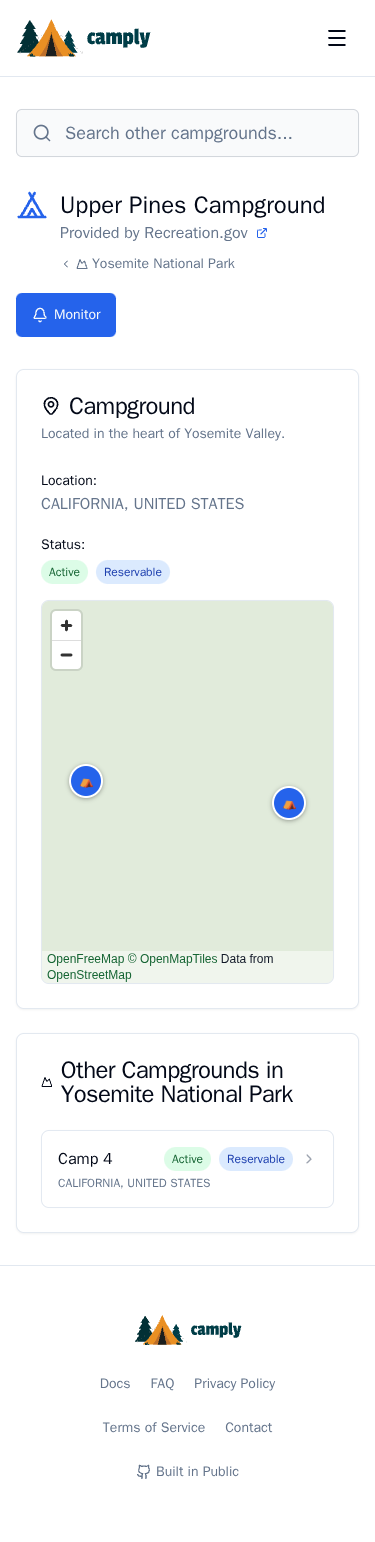 camply
Search other campgrounds...
Upper Pines Campground
Provided by Recreation.gov
Yosemite National Park
Monitor
Campground
Located in the heart of Yosemite Valley.
Location:
CALIFORNIA, UNITED STATES
Status:
Active Reservable
OpenFreeMap © OpenMapTiles Data from
OpenStreetMap
Other Campgrounds in
Yosemite National Park
Camp 4 Active Reservable
CALIFORNIA, UNITED STATES
camply
Docs FAQ Privacy Policy
Terms of Service Contact
Built in Public